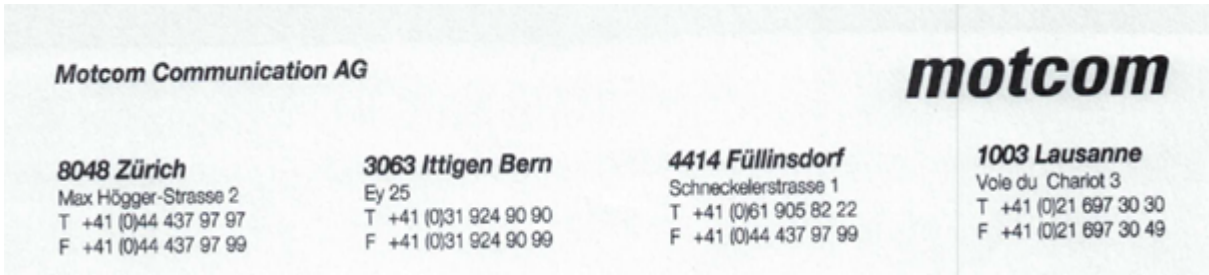 Motcom Communication AG
motcom
8048 Zürich
Max Högger-Strasse 2
T +41 (0)44 437 97 97
F +41 (0)44 437 97 99
3063 Ittigen Bern
Ey 25
T +41 (0)31 924 90 90
F +41 (0)31 924 90 99
4414 Füllinsdorf
Schneckelerstrasse 1
T +41 (0)61 905 82 22
F +41 (0)44 437 97 99
1003 Lausanne
Voie du Chariot 3
T +41 (0)21 697 30 30
F +41 (0)21 697 30 49